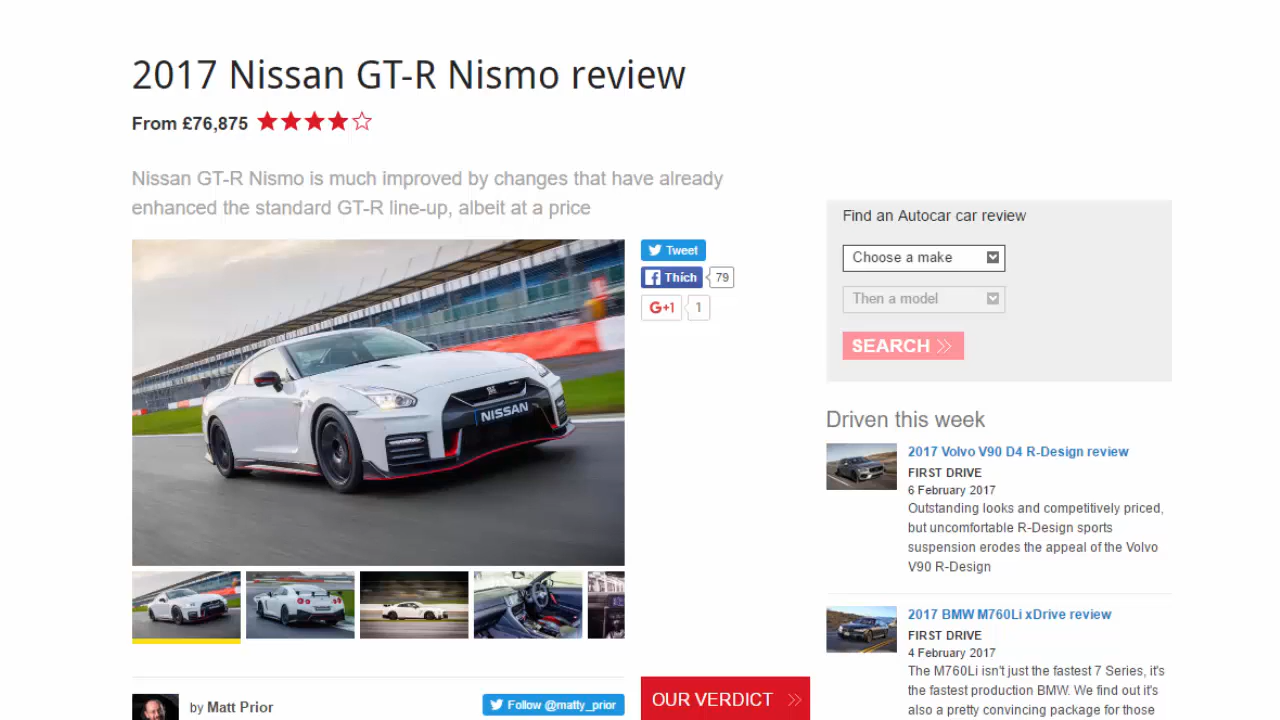 2017 Nissan GT-R Nismo review
From £76,875
Nissan GT-R Nismo is much improved by changes that have already
enhanced the standard GT-R line-up, albeit at a price
NISSAN
Tweet
Thich 79
G+1 1
by Matt Prior
Follow @matty_prior
OUR VERDICT
Find an Autocar car review
Choose a make
Then a model
SEARCH
Driven this week
2017 Volvo V90 D4 R-Design review
FIRST DRIVE
6 February 2017
Outstanding looks and competitively priced,
but uncomfortable R-Design sports
suspension erodes the appeal of the Volvo
V90 R-Design
2017 BMW M760Li xDrive review
FIRST DRIVE
4 February 2017
The M760Li isn't just the fastest 7 Series, it's
the fastest production BMW. We find out it's
also a pretty convincing package for those